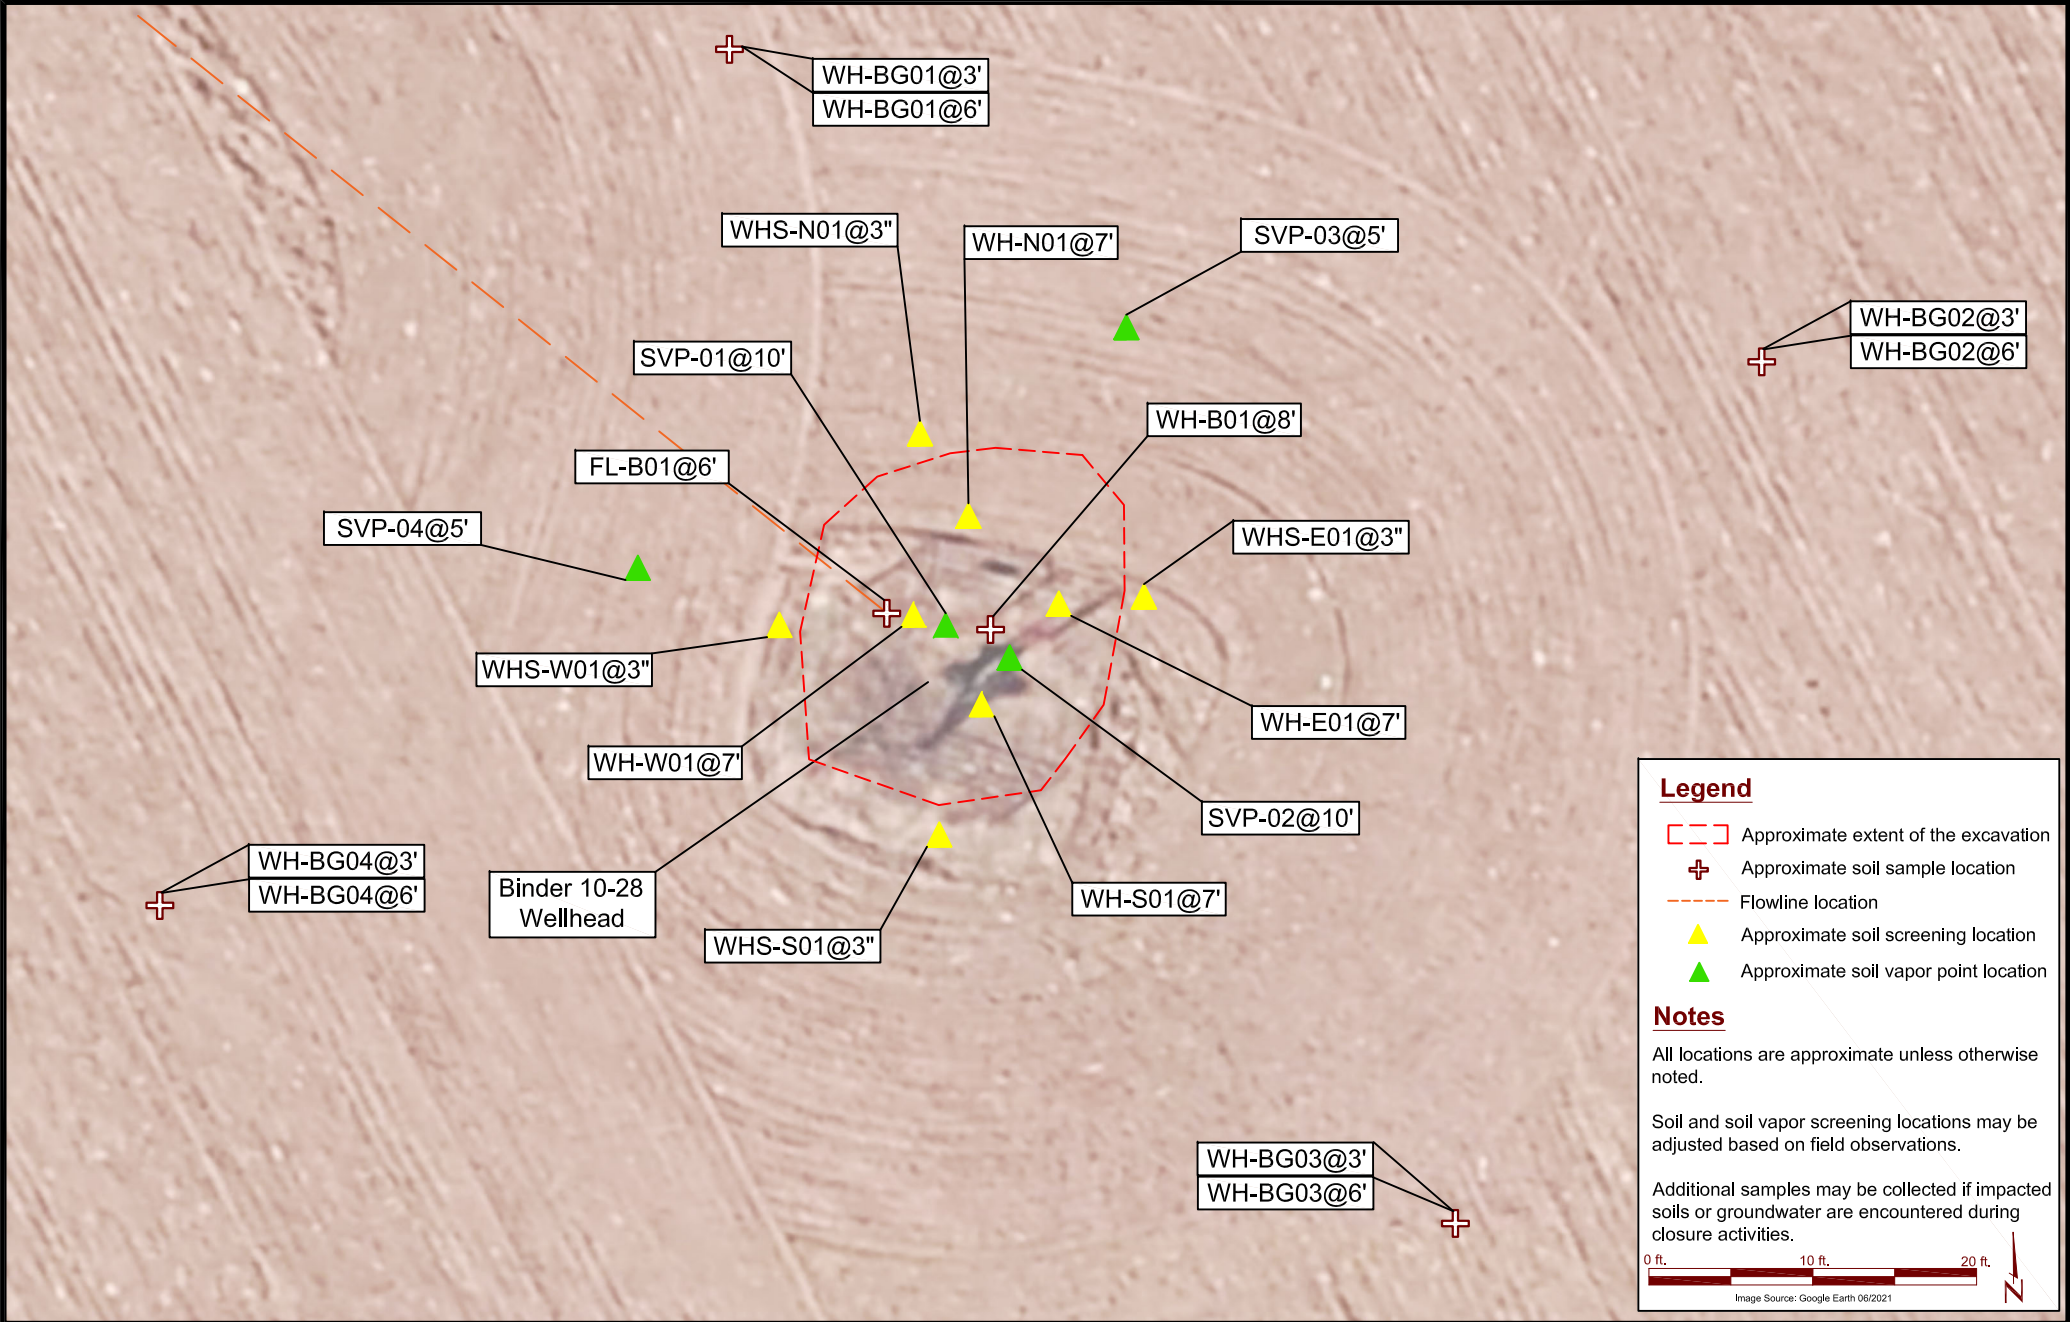 WH-BG01@3'
WH-BG01@6'
WHS-N01@3"
WH-N01@7'
SVP-03@5'
WH-BG02@3'
WH-BG02@6'
SVP-01@10'
WH-B01@8'
FL-B01@6'
SVP-04@5'
WHS-E01@3"
WHS-W01@3"
WH-E01@7'
WH-W01@7'
SVP-02@10'
WH-BG04@3'
WH-BG04@6'
Binder 10-28
Wellhead
WH-S01@7'
WHS-S01@3"
WH-BG03@3'
WH-BG03@6'
Legend
Approximate extent of the excavation
Approximate soil sample location
Flowline location
Approximate soil screening location
Approximate soil vapor point location
Notes
All locations are approximate unless otherwise
noted.
Soil and soil vapor screening locations may be
adjusted based on field observations.
Additional samples may be collected if impacted
soils or groundwater are encountered during
closure activities.
0 ft. 10 ft. 20 ft.
N
Image Source: Google Earth 06/2021